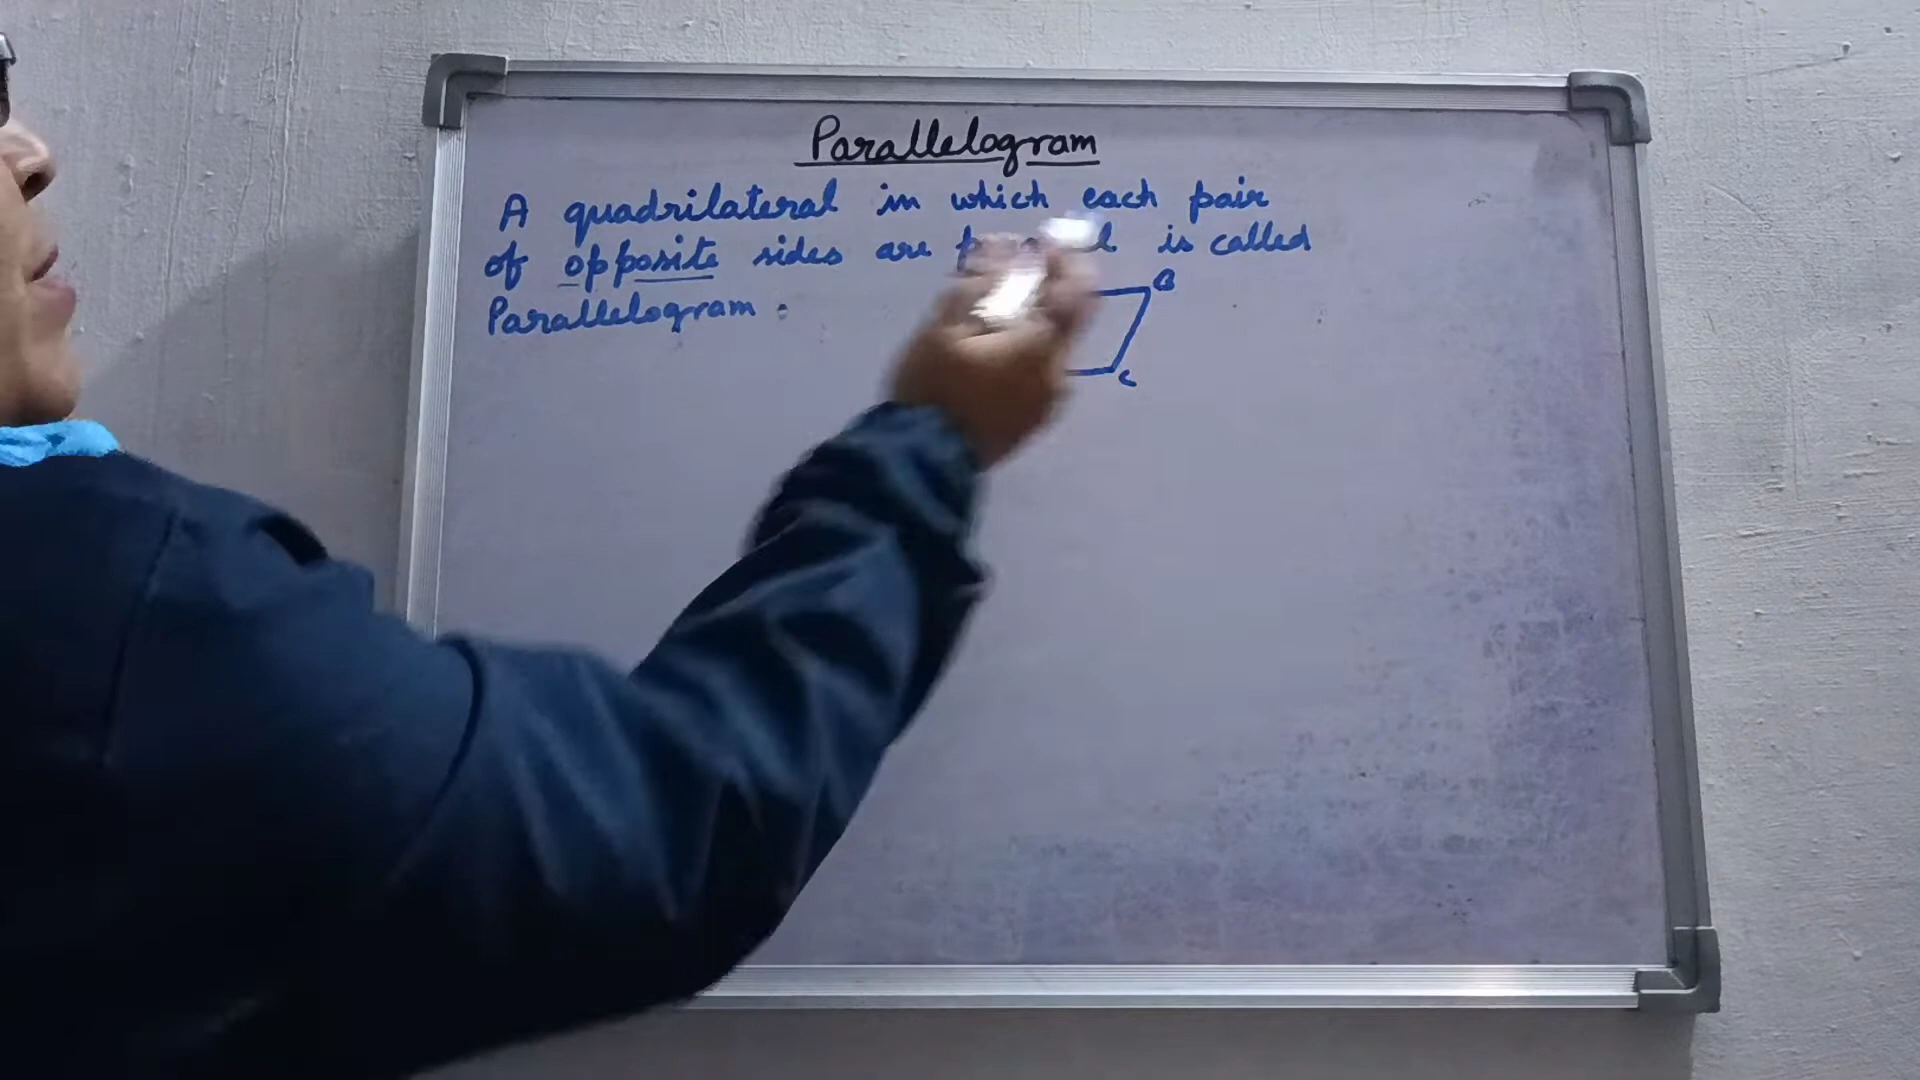 Parallelogram
A quadrilateral in which each pair
of opposite sides are is called
Parallelogram .
B
C